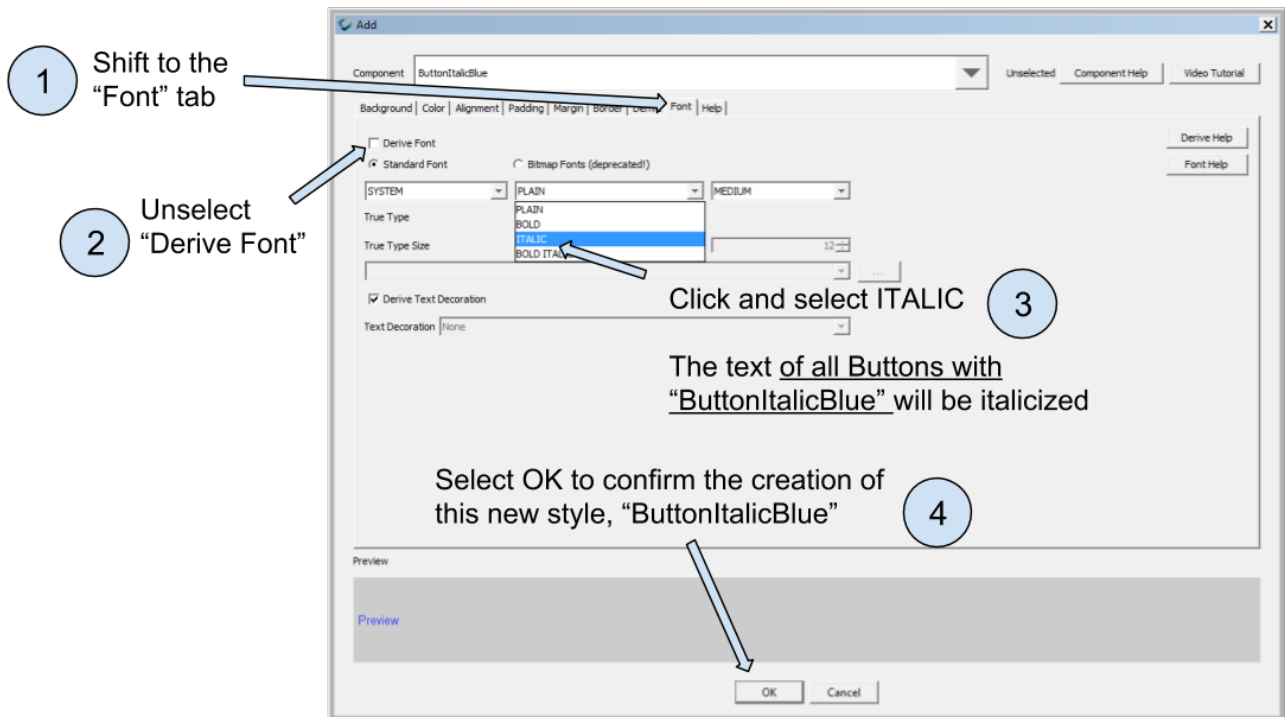 Add
1
Shift to the
“Font” tab
Component ButtonItalicBlue Unselected Component Help Video Tutorial
Background Color Alignment Padding Margin Border Font Help
Derive Font Derive Help
Standard Font Bitmap Fonts (deprecated!) Font Help
2
Unselect
“Derive Font”
SYSTEM PLAIN MEDIUM
True Type
PLAIN
BOLD
ITALIC
BOLD ITALIC
True Type Size 12
...
Click and select ITALIC
3
Derive Text Decoration
Text Decoration None
The text of all Buttons with
“ButtonItalicBlue” will be italicized
Select OK to confirm the creation of
this new style, “ButtonItalicBlue”
4
Preview
Preview
OK Cancel